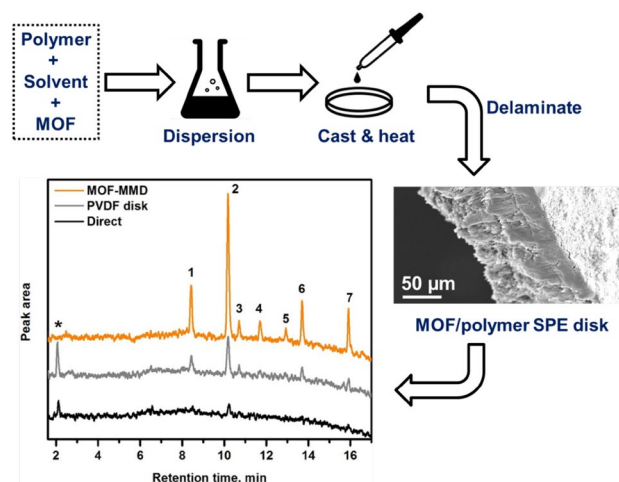 Polymer
+
Solvent
+
MOF
Dispersion
Cast & heat
Delaminate
50 µm
MOF/polymer SPE disk
MOF-MMD
PVDF disk
Direct
*
1
2
3
4
5
6
7
Peak area
2 4 6 8 10 12 14 16
Retention time, min